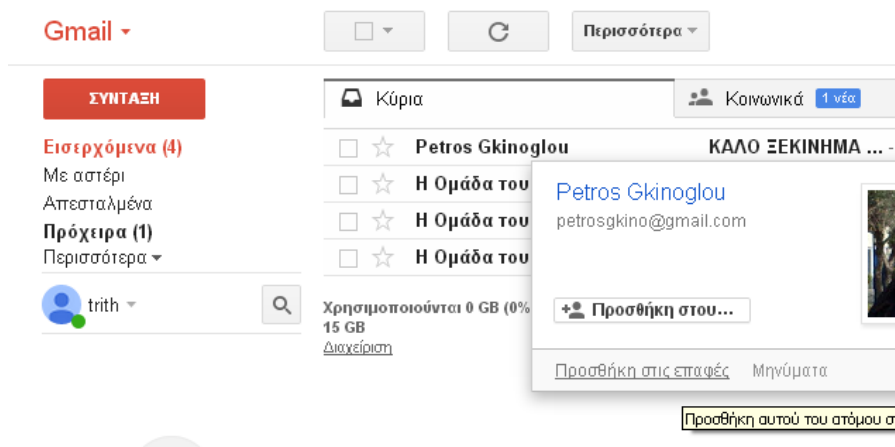 Gmail
Περισσότερα
ΣΥΝΤΑΞΗ
Κύρια
Κοινωνικά
1 νέα
Εισερχόμενα (4)
Με αστέρι
Απεσταλμένα
Πρόχειρα (1)
Περισσότερα
trith
Petros Gkinoglou ΚΑΛΟ ΞΕΚΙΝΗΜΑ ... -
Η Ομάδα του
Η Ομάδα του
Η Ομάδα του
Χρησιμοποιούνται 0 GB (0%
15 GB
Διαχείριση
Petros Gkinoglou
petrosgkino@gmail.com
Προσθήκη στου...
Προσθήκη στις επαφές Μηνύματα
Προσθήκη αυτού του ατόμου